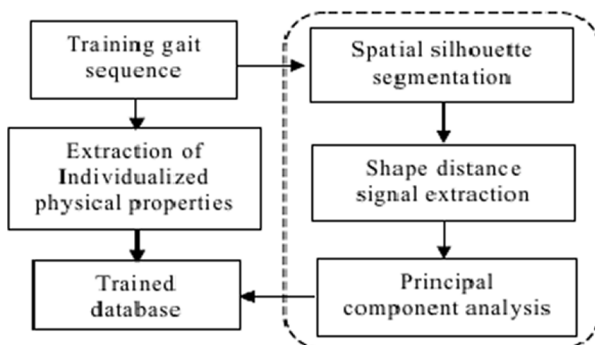 Training gait
sequence
Spatial silhouette
segmentation
Extraction of
Individualized
physical properties
Shape distance
signal extraction
Trained
database
Principal
component analysis